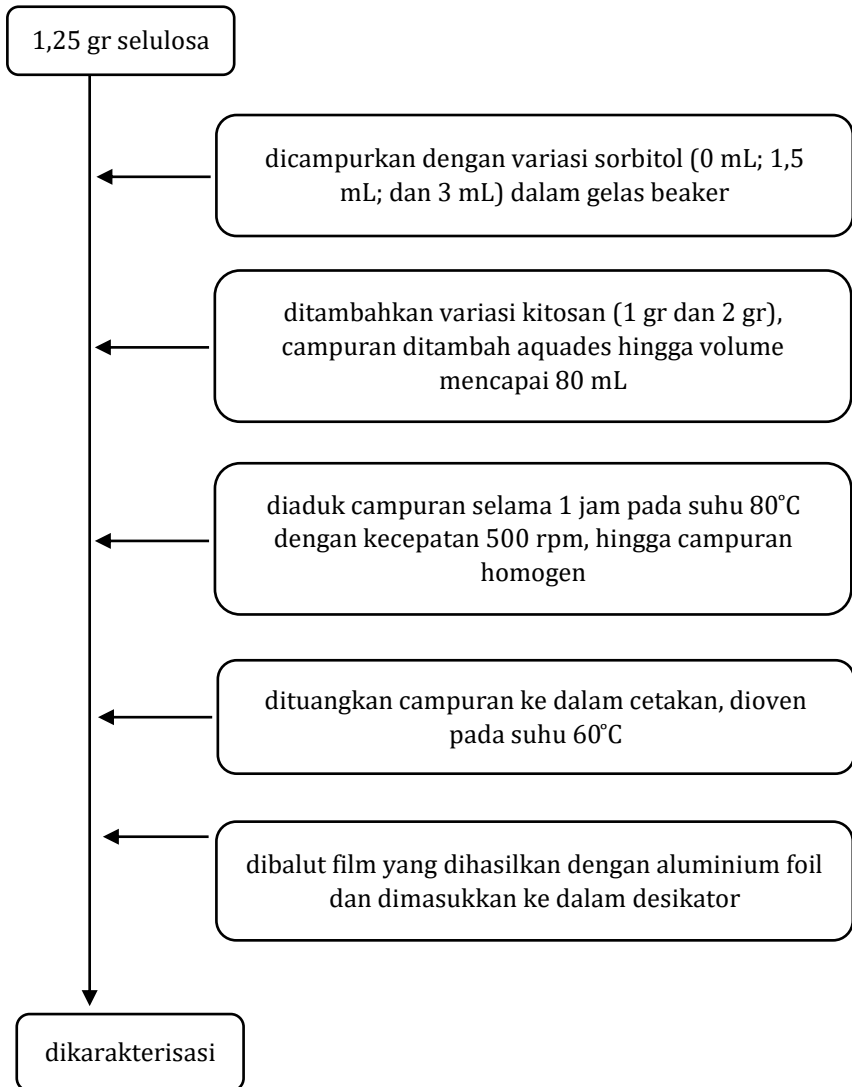 1,25 gr selulosa
dicampurkan dengan variasi sorbitol (0 mL; 1,5
mL; dan 3 mL) dalam gelas beaker
ditambahkan variasi kitosan (1 gr dan 2 gr),
campuran ditambah aquades hingga volume
mencapai 80 mL
diaduk campuran selama 1 jam pada suhu 80˚C
dengan kecepatan 500 rpm, hingga campuran
homogen
dituangkan campuran ke dalam cetakan, dioven
pada suhu 60˚C
dibalut film yang dihasilkan dengan aluminium foil
dan dimasukkan ke dalam desikator
dikarakterisasi